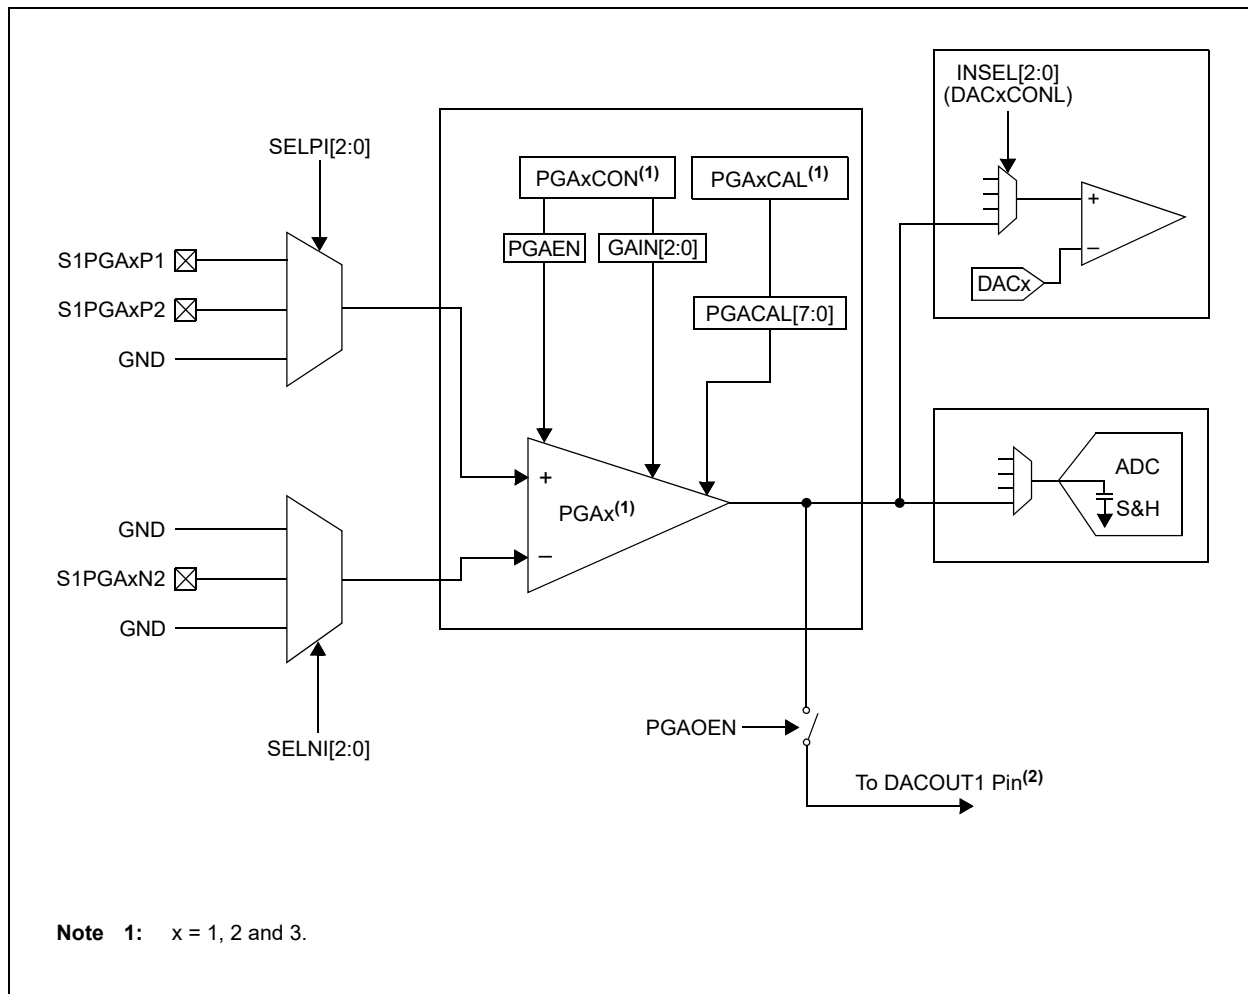 INSEL[2:0]
(DACxCONL)
SELPI[2:0]
PGAxCON(1)
PGAxCAL(1)
+
PGAEN
GAIN[2:0]
S1PGAxP1
–
DACx
S1PGAxP2
PGACAL[7:0]
GND
ADC
+
S&H
PGAx(1)
GND
–
S1PGAxN2
GND
PGAOEN
SELNI[2:0]
To DACOUT1 Pin(2)
Note 1: x = 1, 2 and 3.